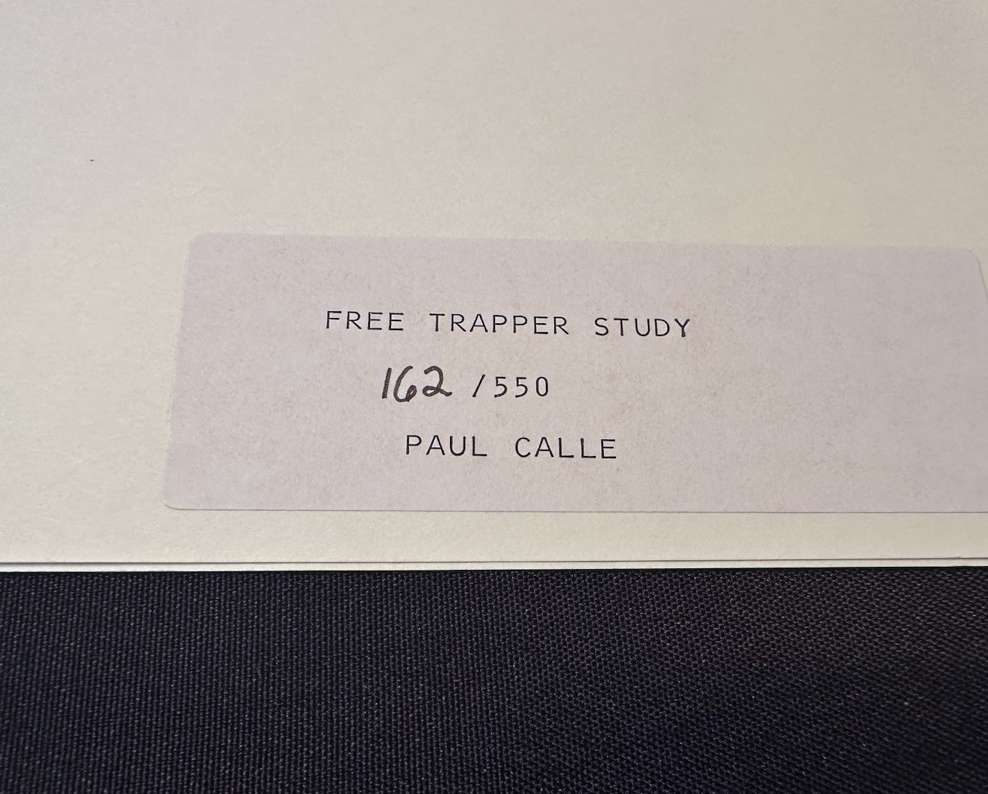 FREE TRAPPER STUDY
162 /550
PAUL CALLE